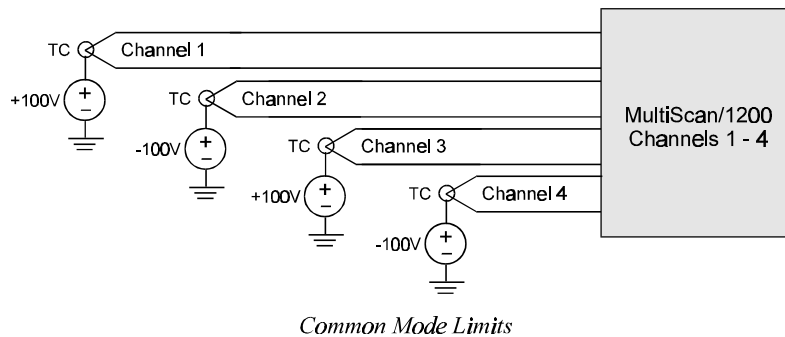 TC Channel 1
+100V
+
−
TC Channel 2
-100V
+
−
TC Channel 3
+100V
+
−
TC Channel 4
-100V
+
−
MultiScan/1200
Channels 1 - 4
Common Mode Limits